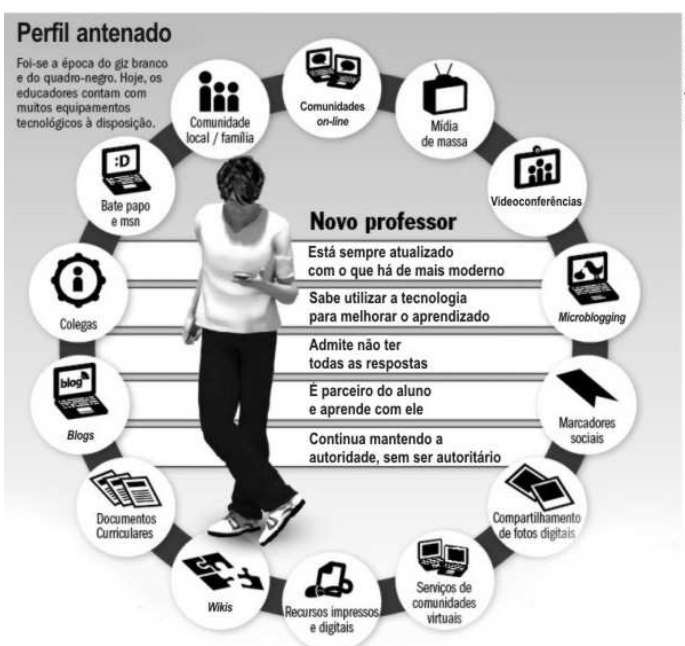 Perfil antenado
Foi-se a época do giz branco
e do quadro-negro. Hoje, os
educadores contam com
muitos equipamentos
tecnológicos à disposição.
Comunidade
local / família
Comunidades
on-line
Mídia
de massa
:D
Bate papo
e msn
Videoconferências
Novo professor
Está sempre atualizado
com o que há de mais moderno
Sabe utilizar a tecnologia
para melhorar o aprendizado
Admite não ter
todas as respostas
É parceiro do aluno
e aprende com ele
Continua mantendo a
autoridade, sem ser autoritário
Colegas
Microblogging
blog
Blogs
Marcadores
sociais
Documentos
Curriculares
Compartilhamento
de fotos digitais
Wikis
Recursos impressos
e digitais
Serviços de
comunidades
virtuais